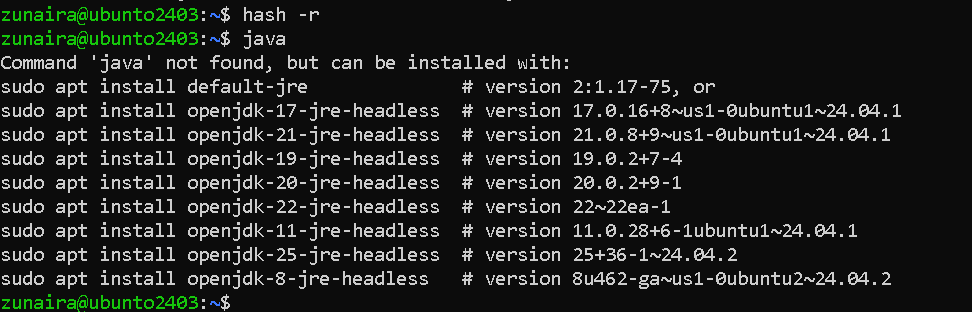 zunaira@ubunto2403:~$ hash -r
zunaira@ubunto2403:~$ java
Command 'java' not found, but can be installed with:
sudo apt install default-jre              # version 2:1.17-75, or
sudo apt install openjdk-17-jre-headless  # version 17.0.16+8~us1-0ubuntu1~24.04.1
sudo apt install openjdk-21-jre-headless  # version 21.0.8+9~us1-0ubuntu1~24.04.1
sudo apt install openjdk-19-jre-headless  # version 19.0.2+7-4
sudo apt install openjdk-20-jre-headless  # version 20.0.2+9-1
sudo apt install openjdk-22-jre-headless  # version 22~22ea-1
sudo apt install openjdk-11-jre-headless  # version 11.0.28+6-1ubuntu1~24.04.1
sudo apt install openjdk-25-jre-headless  # version 25+36-1~24.04.2
sudo apt install openjdk-8-jre-headless   # version 8u462-ga~us1-0ubuntu2~24.04.2
zunaira@ubunto2403:~$